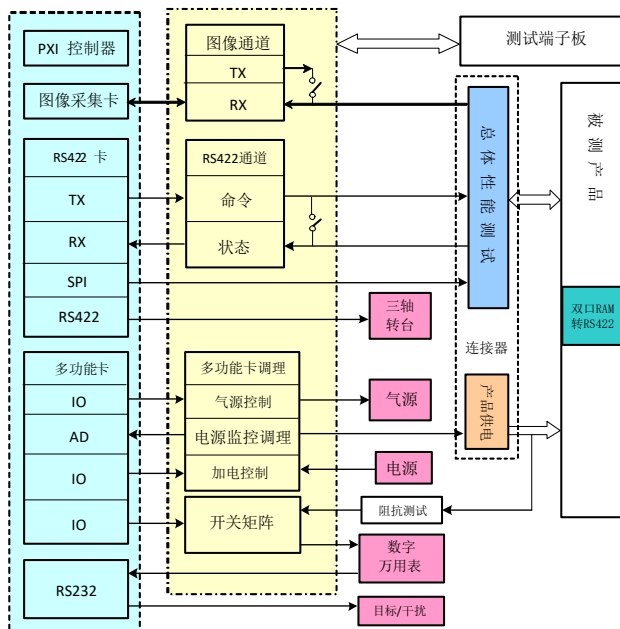 PXI 控制器
图像采集卡
RS422 卡
TX
RX
SPI
RS422
多功能卡
IO
AD
IO
IO
RS232
图像通道
TX
RX
RS422通道
命令
状态
多功能卡调理
气源控制
电源监控调理
加电控制
开关矩阵
三轴
转台
气源
电源
阻抗测试
数字
万用表
目标/干扰
测试端子板
总体性能测试
连接器
产品供电
被测产品
双口RAM
转RS422